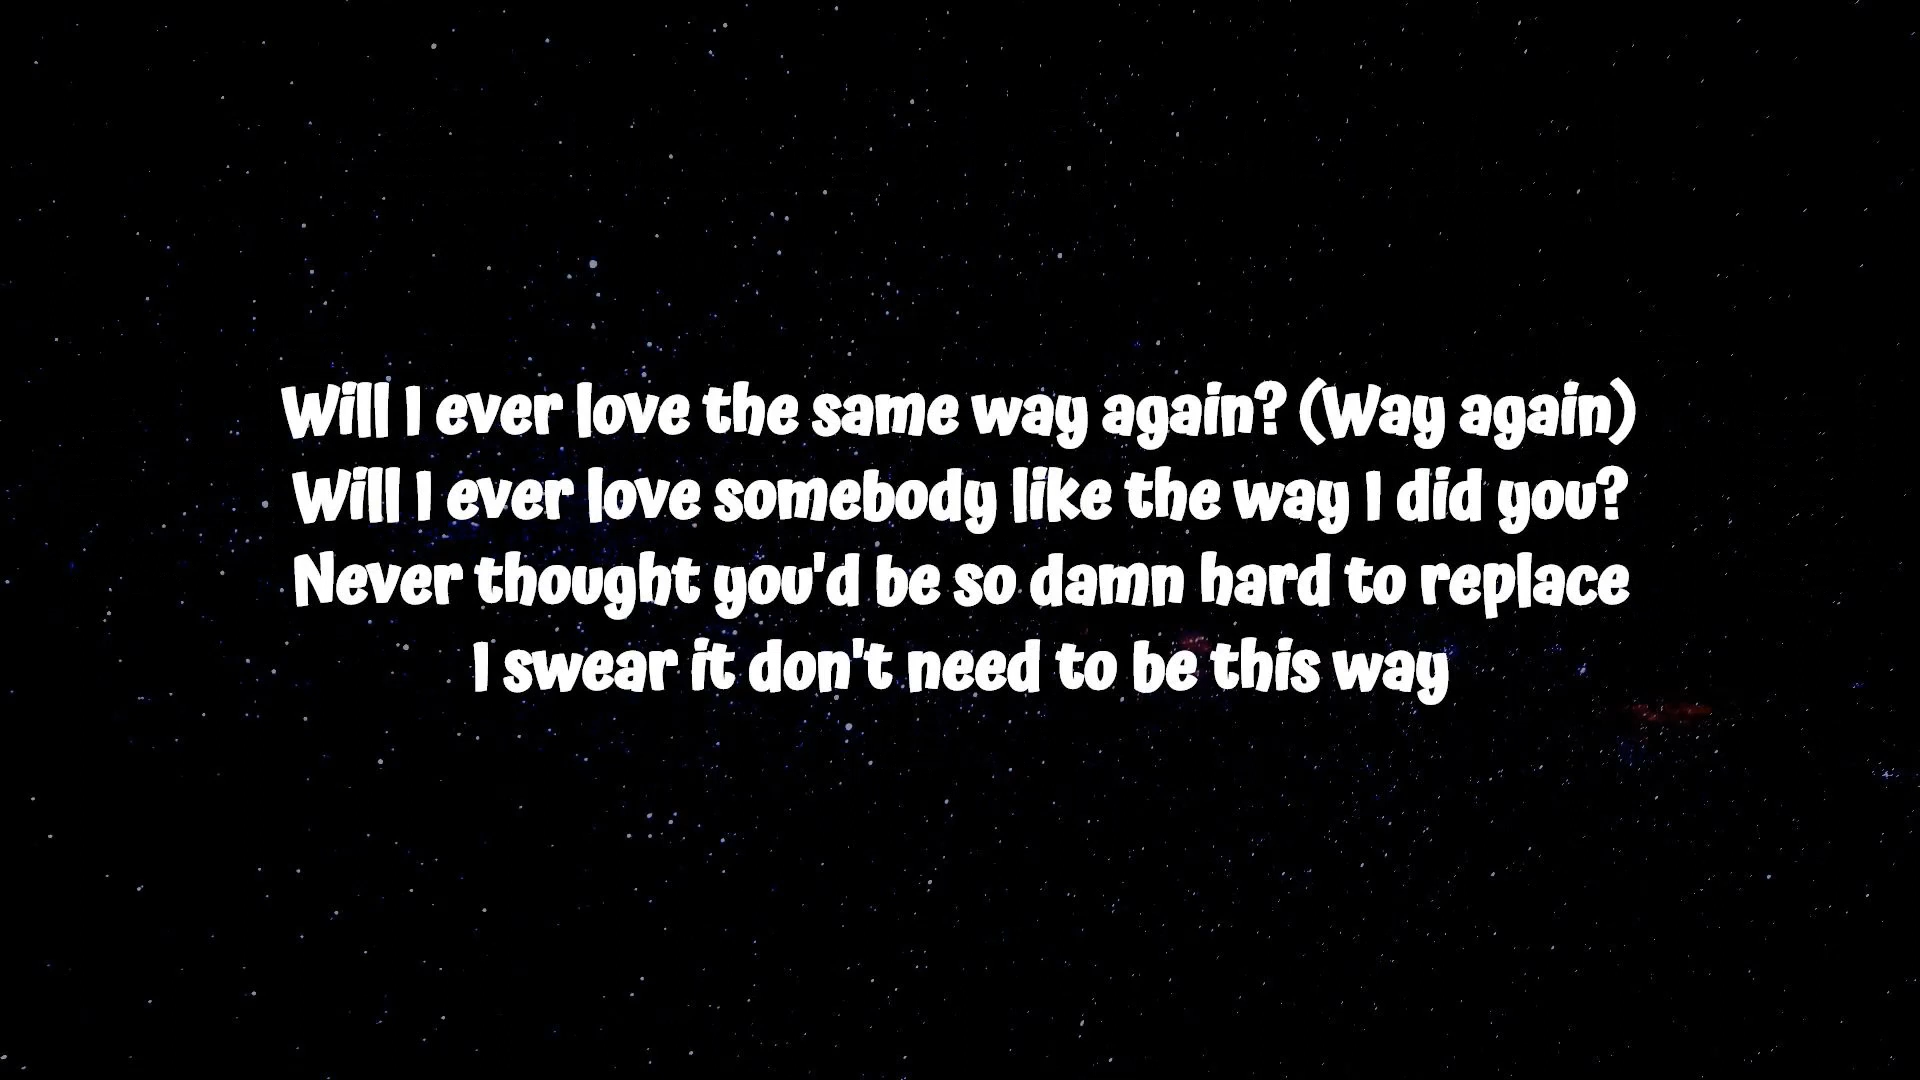 Will I ever love the same way again? (Way again)
Will I ever love somebody like the way I did you?
Never thought you'd be so damn hard to replace
I swear it don't need to be this way